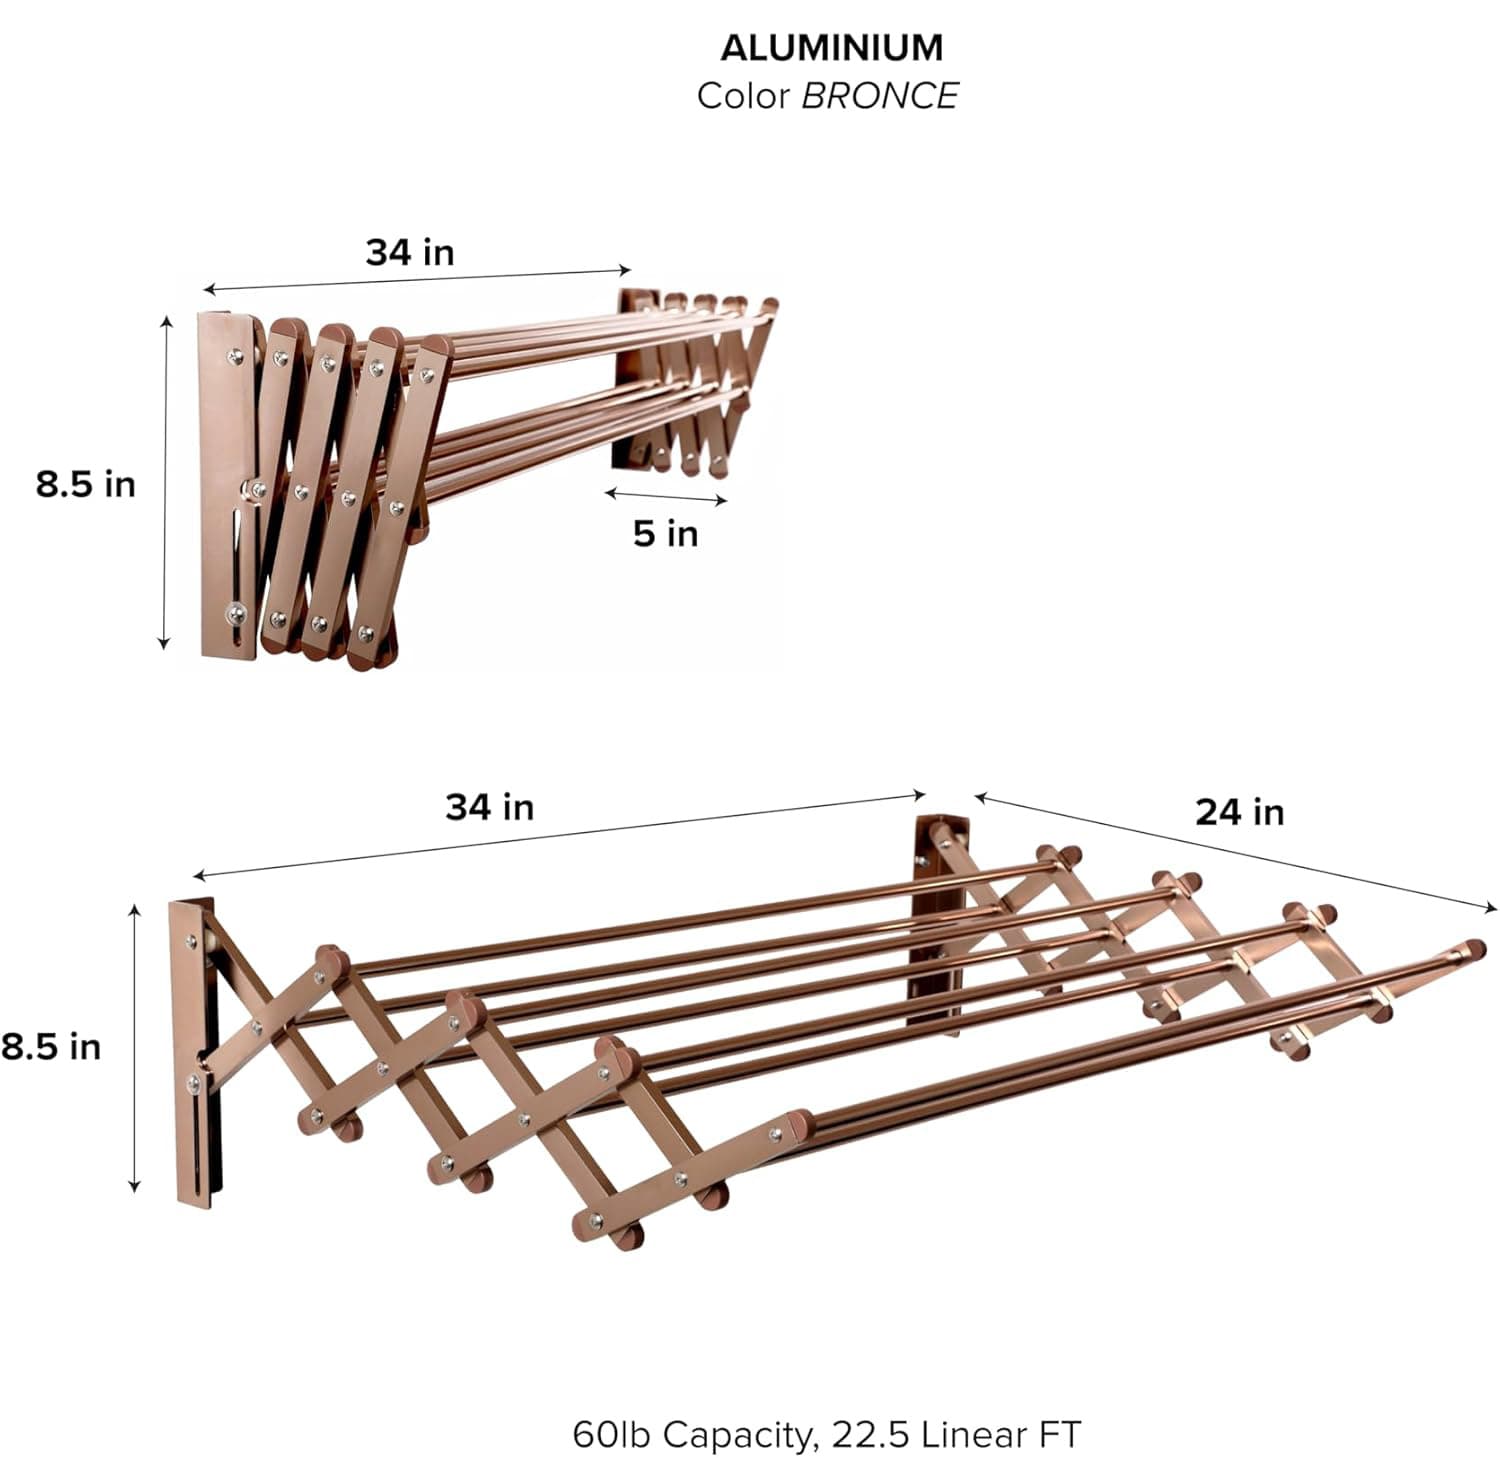 ALUMINIUM
Color BRONCE
34 in
8.5 in
5 in
34 in
24 in
8.5 in
60lb Capacity, 22.5 Linear FT